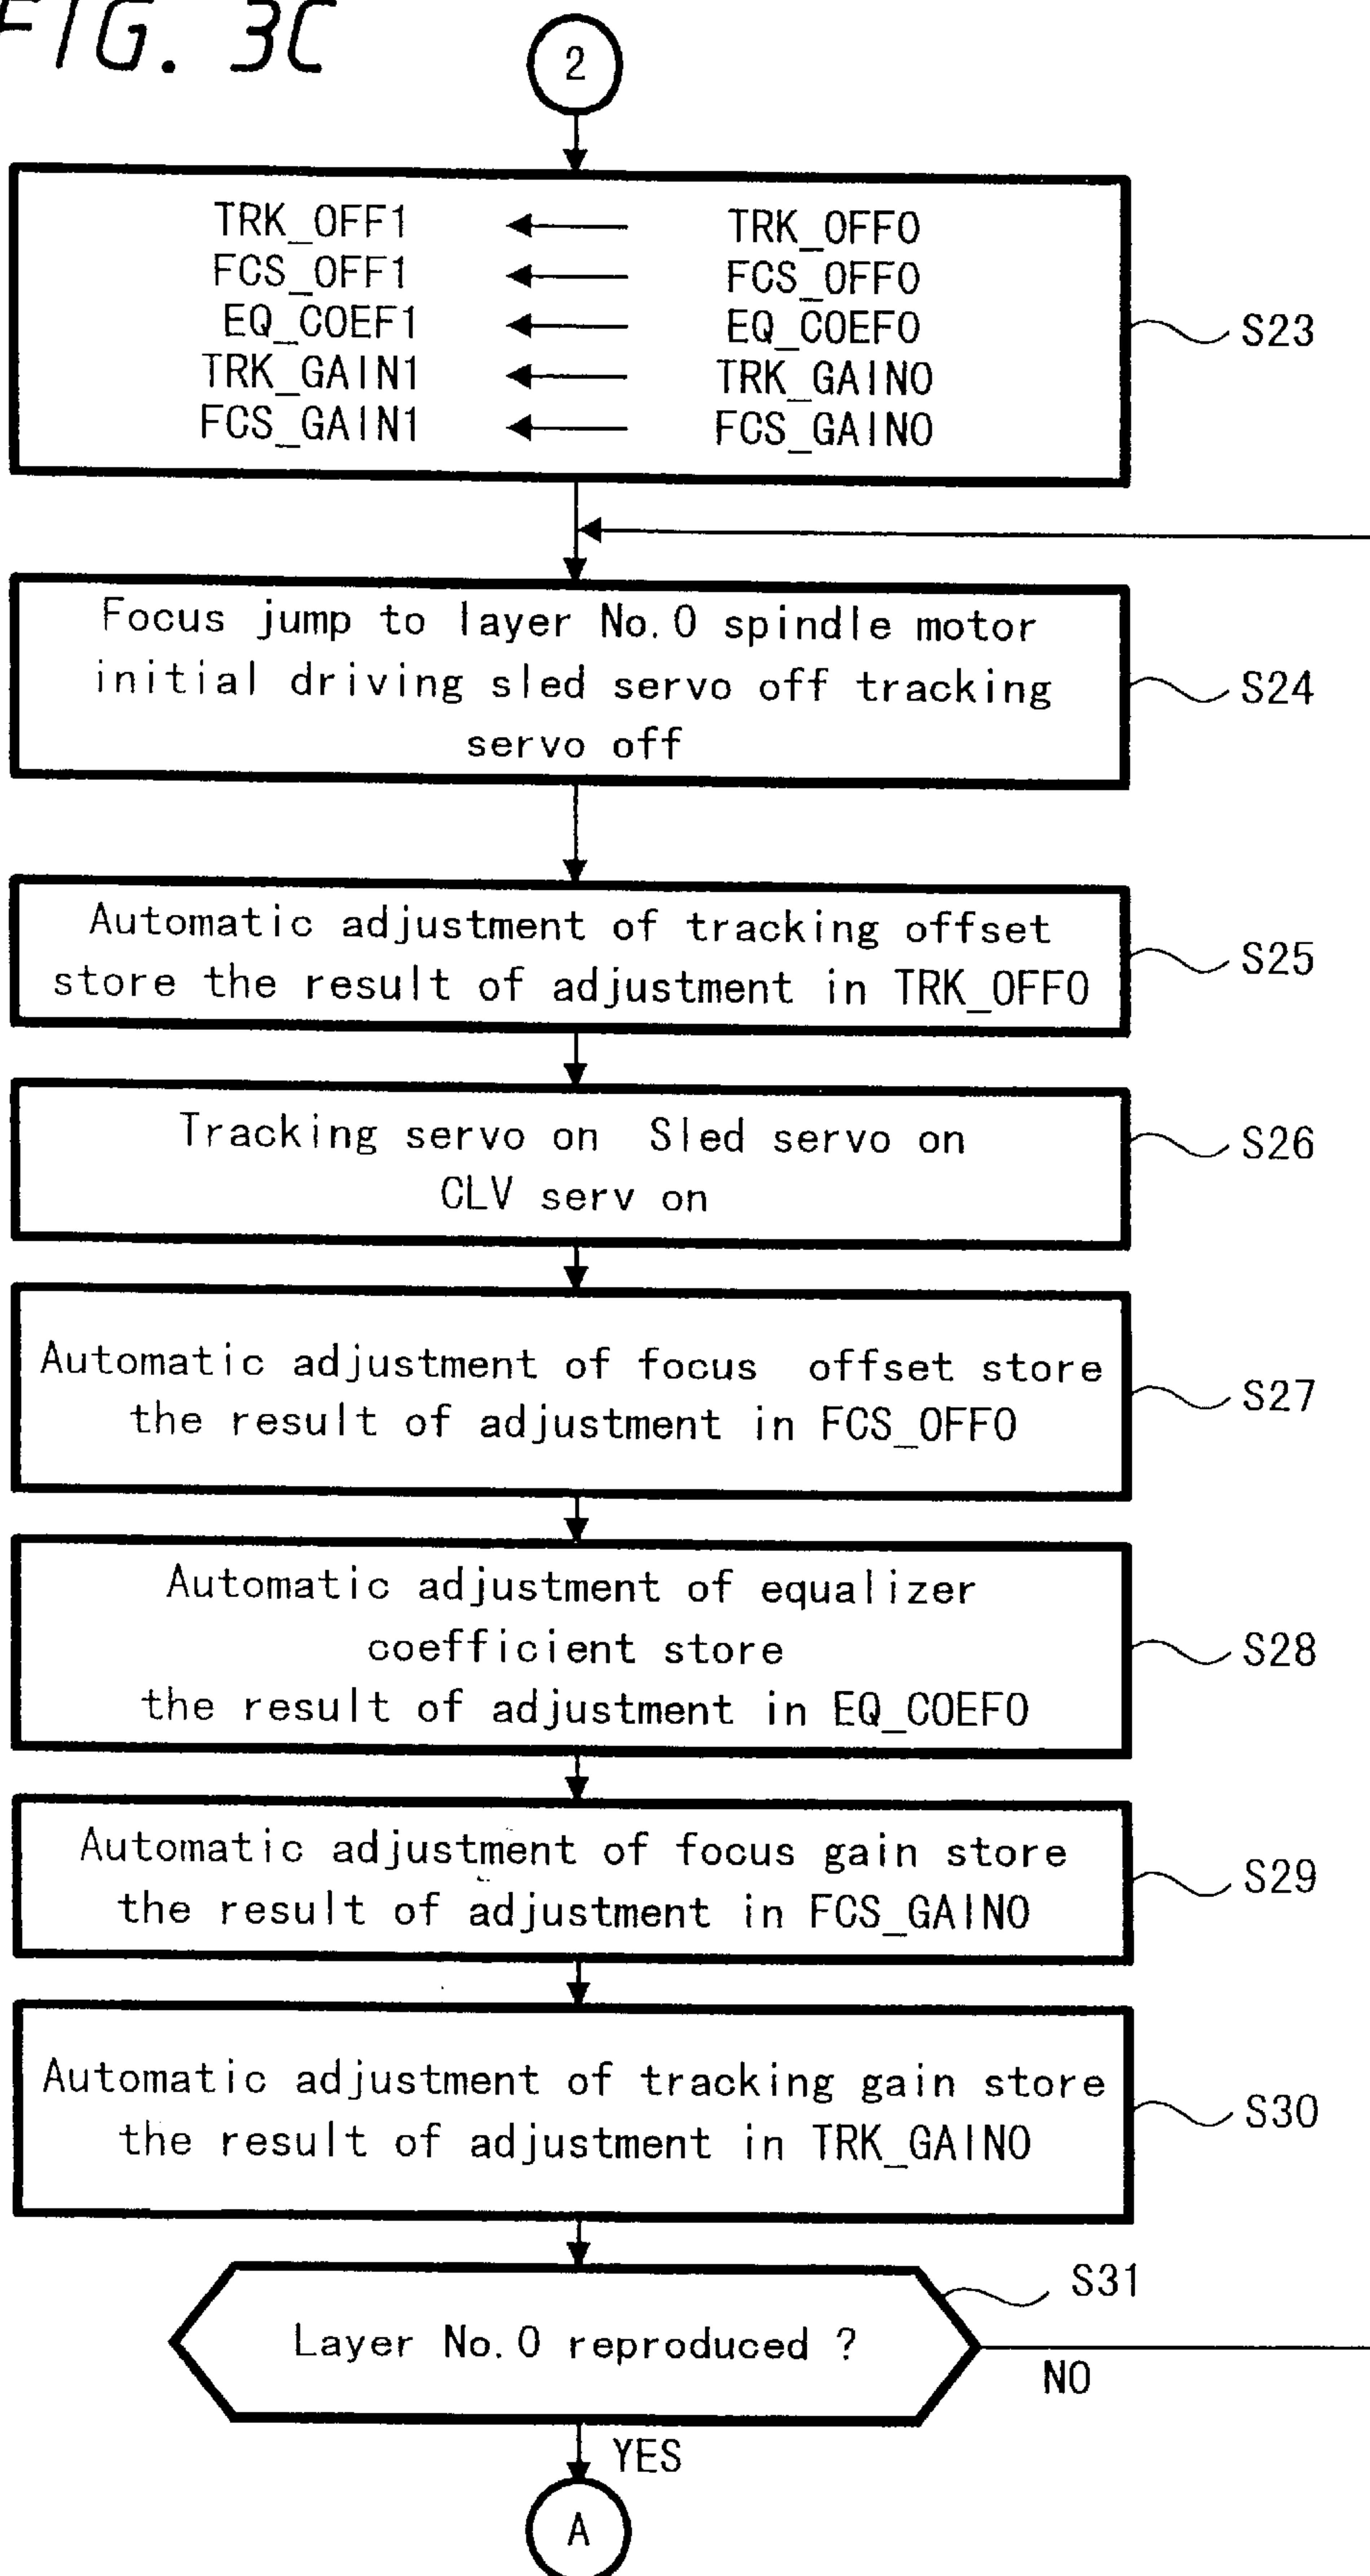 FIG. 3C
2
TRK_OFF1 ← TRK_OFF0
FCS_OFF1 ← FCS_OFF0
EQ_COEF1 ← EQ_COEF0
TRK_GAIN1 ← TRK_GAIN0
FCS_GAIN1 ← FCS_GAIN0
S23
Focus jump to layer No.0 spindle motor
initial driving sled servo off tracking
servo off
S24
Automatic adjustment of tracking offset
store the result of adjustment in TRK_OFF0
S25
Tracking servo on Sled servo on
CLV serv on
S26
Automatic adjustment of focus offset store
the result of adjustment in FCS_OFF0
S27
Automatic adjustment of equalizer
coefficient store
the result of adjustment in EQ_COEF0
S28
Automatic adjustment of focus gain store
the result of adjustment in FCS_GAIN0
S29
Automatic adjustment of tracking gain store
the result of adjustment in TRK_GAIN0
S30
S31
Layer No.0 reproduced ?
NO
YES
A